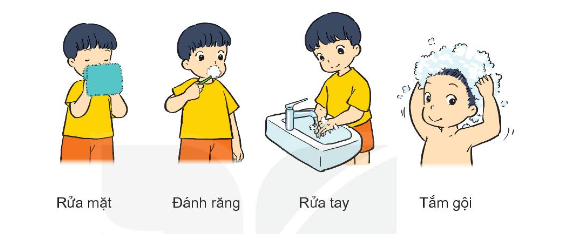 Rửa mặt
Đánh răng
Rửa tay
Tắm gội